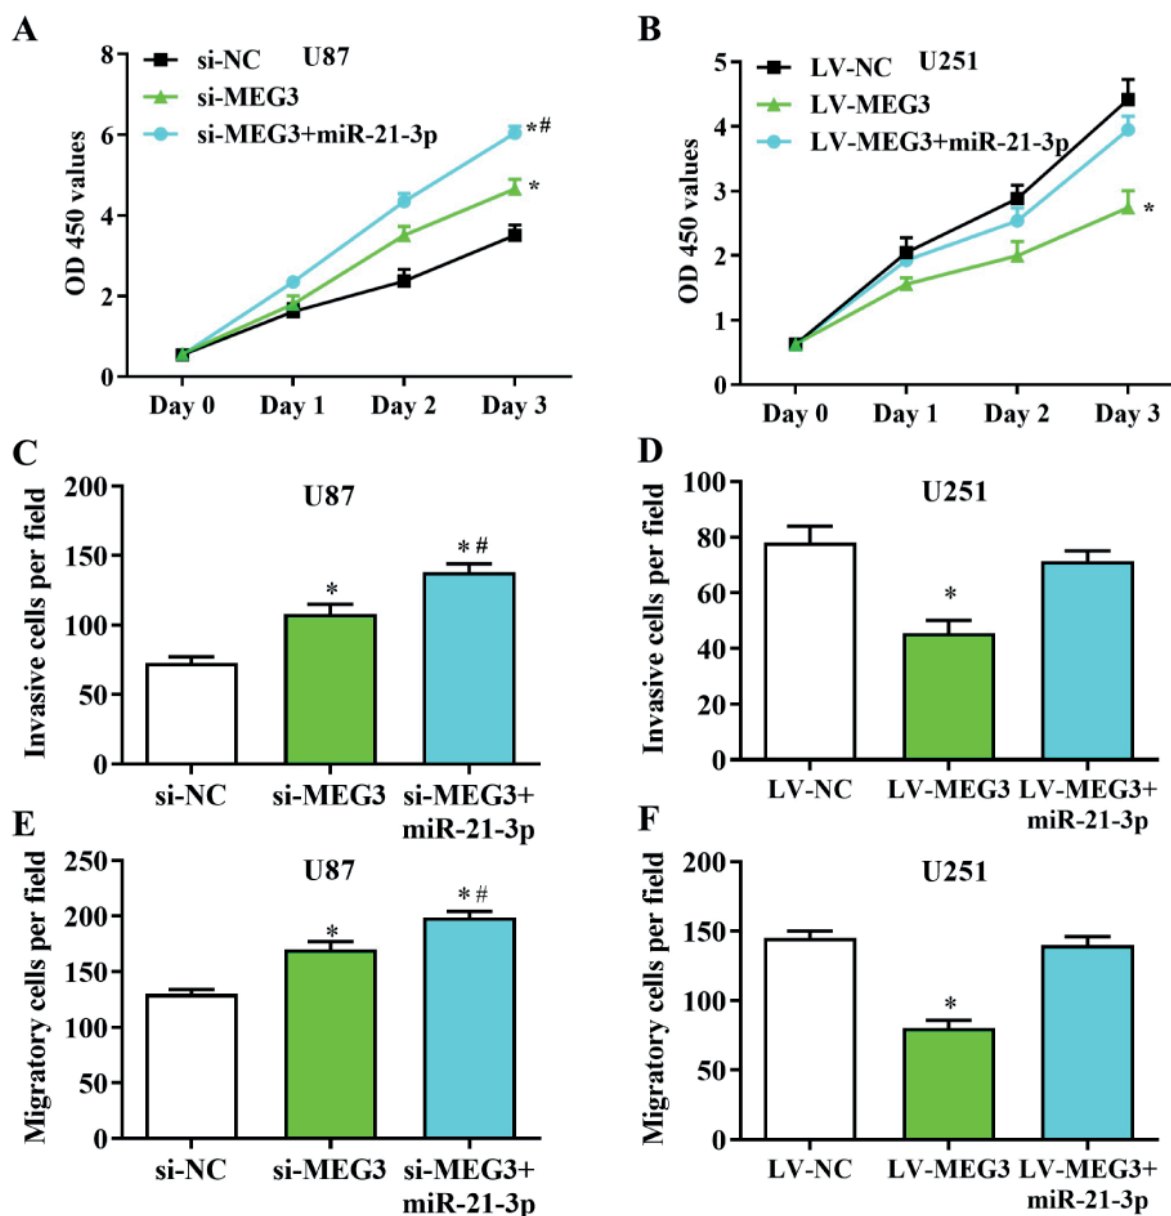 A
si-NC U87
si-MEG3
si-MEG3+miR-21-3p
OD 450 values
8
6
4
2
0
*#
*
Day 0 Day 1 Day 2 Day 3
B
LV-NC U251
LV-MEG3
LV-MEG3+miR-21-3p
OD 450 values
5
4
3
2
1
0
*
Day 0 Day 1 Day 2 Day 3
C
U87
Invasive cells per field
200
150
100
50
0
*
*#
si-NC si-MEG3 si-MEG3+
miR-21-3p
D
U251
Invasive cells per field
100
80
60
40
20
0
*
LV-NC LV-MEG3 LV-MEG3+
miR-21-3p
E
U87
Migratory cells per field
250
200
150
100
50
0
*
*#
si-NC si-MEG3 si-MEG3+
miR-21-3p
F
U251
Migratory cells per field
200
150
100
50
0
*
LV-NC LV-MEG3 LV-MEG3+
miR-21-3p